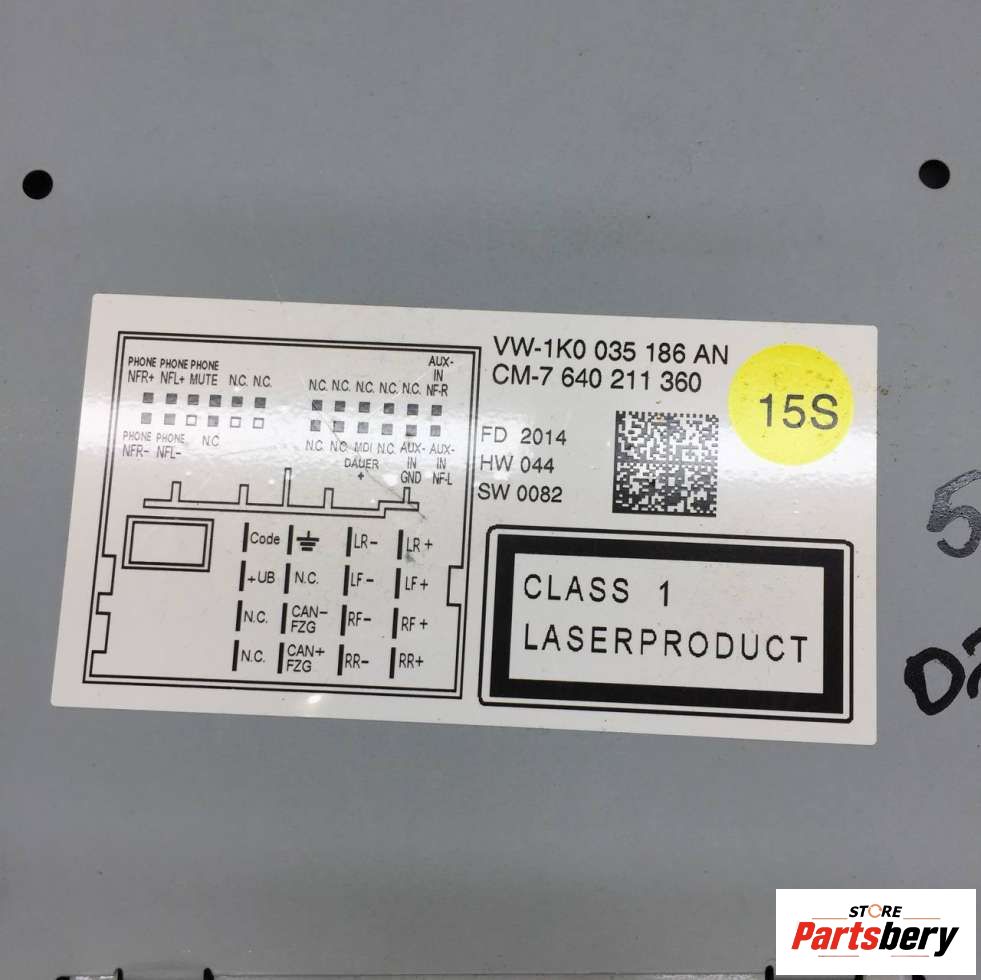 VW-1K0 035 186 AN
CM-7 640 211 360
15S
FD 2014
HW 044
SW 0082
PHONE PHONE PHONE
NFR+ NFL+ MUTE N.C. N.C.
PHONE PHONE N.C
NFR- NFL-
AUX-
N.C. N.C. N.C. N.C. N.C. IN
NF-R
N.C. N.C. MDI N.C. AUX- AUX-
DAUER IN IN
+ GND NF-L
Code LR- LR+
+UB N.C. LF- LF+
N.C. CAN- RF- RF+
FZG
N.C. CAN+ RR- RR+
FZG
CLASS 1
LASERPRODUCT
5
STORE
Partsbery